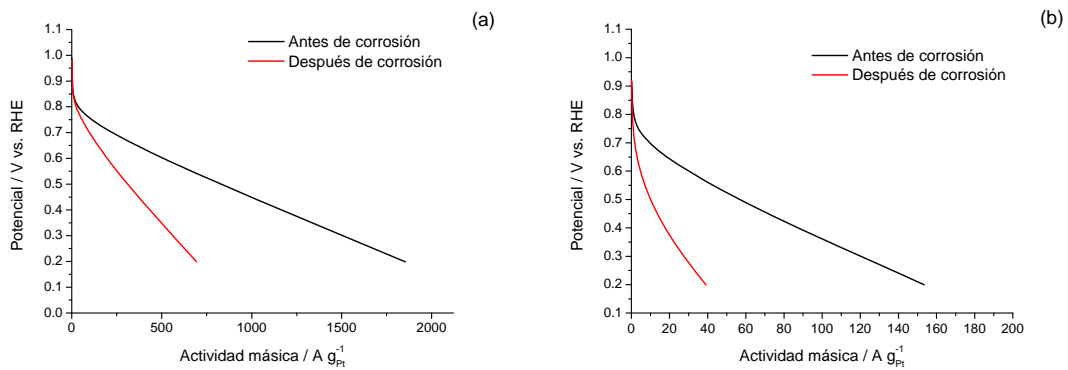 (a)
Antes de corrosión
Después de corrosión
1.1
1.0
0.9
0.8
0.7
0.6
0.5
0.4
0.3
0.2
0.1
0.0
Potencial / V vs. RHE
0 500 1000 1500 2000
Actividad másica / A g_Pt^-1
(b)
Antes de corrosión
Después de corrosión
1.1
1.0
0.9
0.8
0.7
0.6
0.5
0.4
0.3
0.2
0.1
Potencial / V vs. RHE
0 20 40 60 80 100 120 140 160 180 200
Actividad másica / A g_Pt^-1